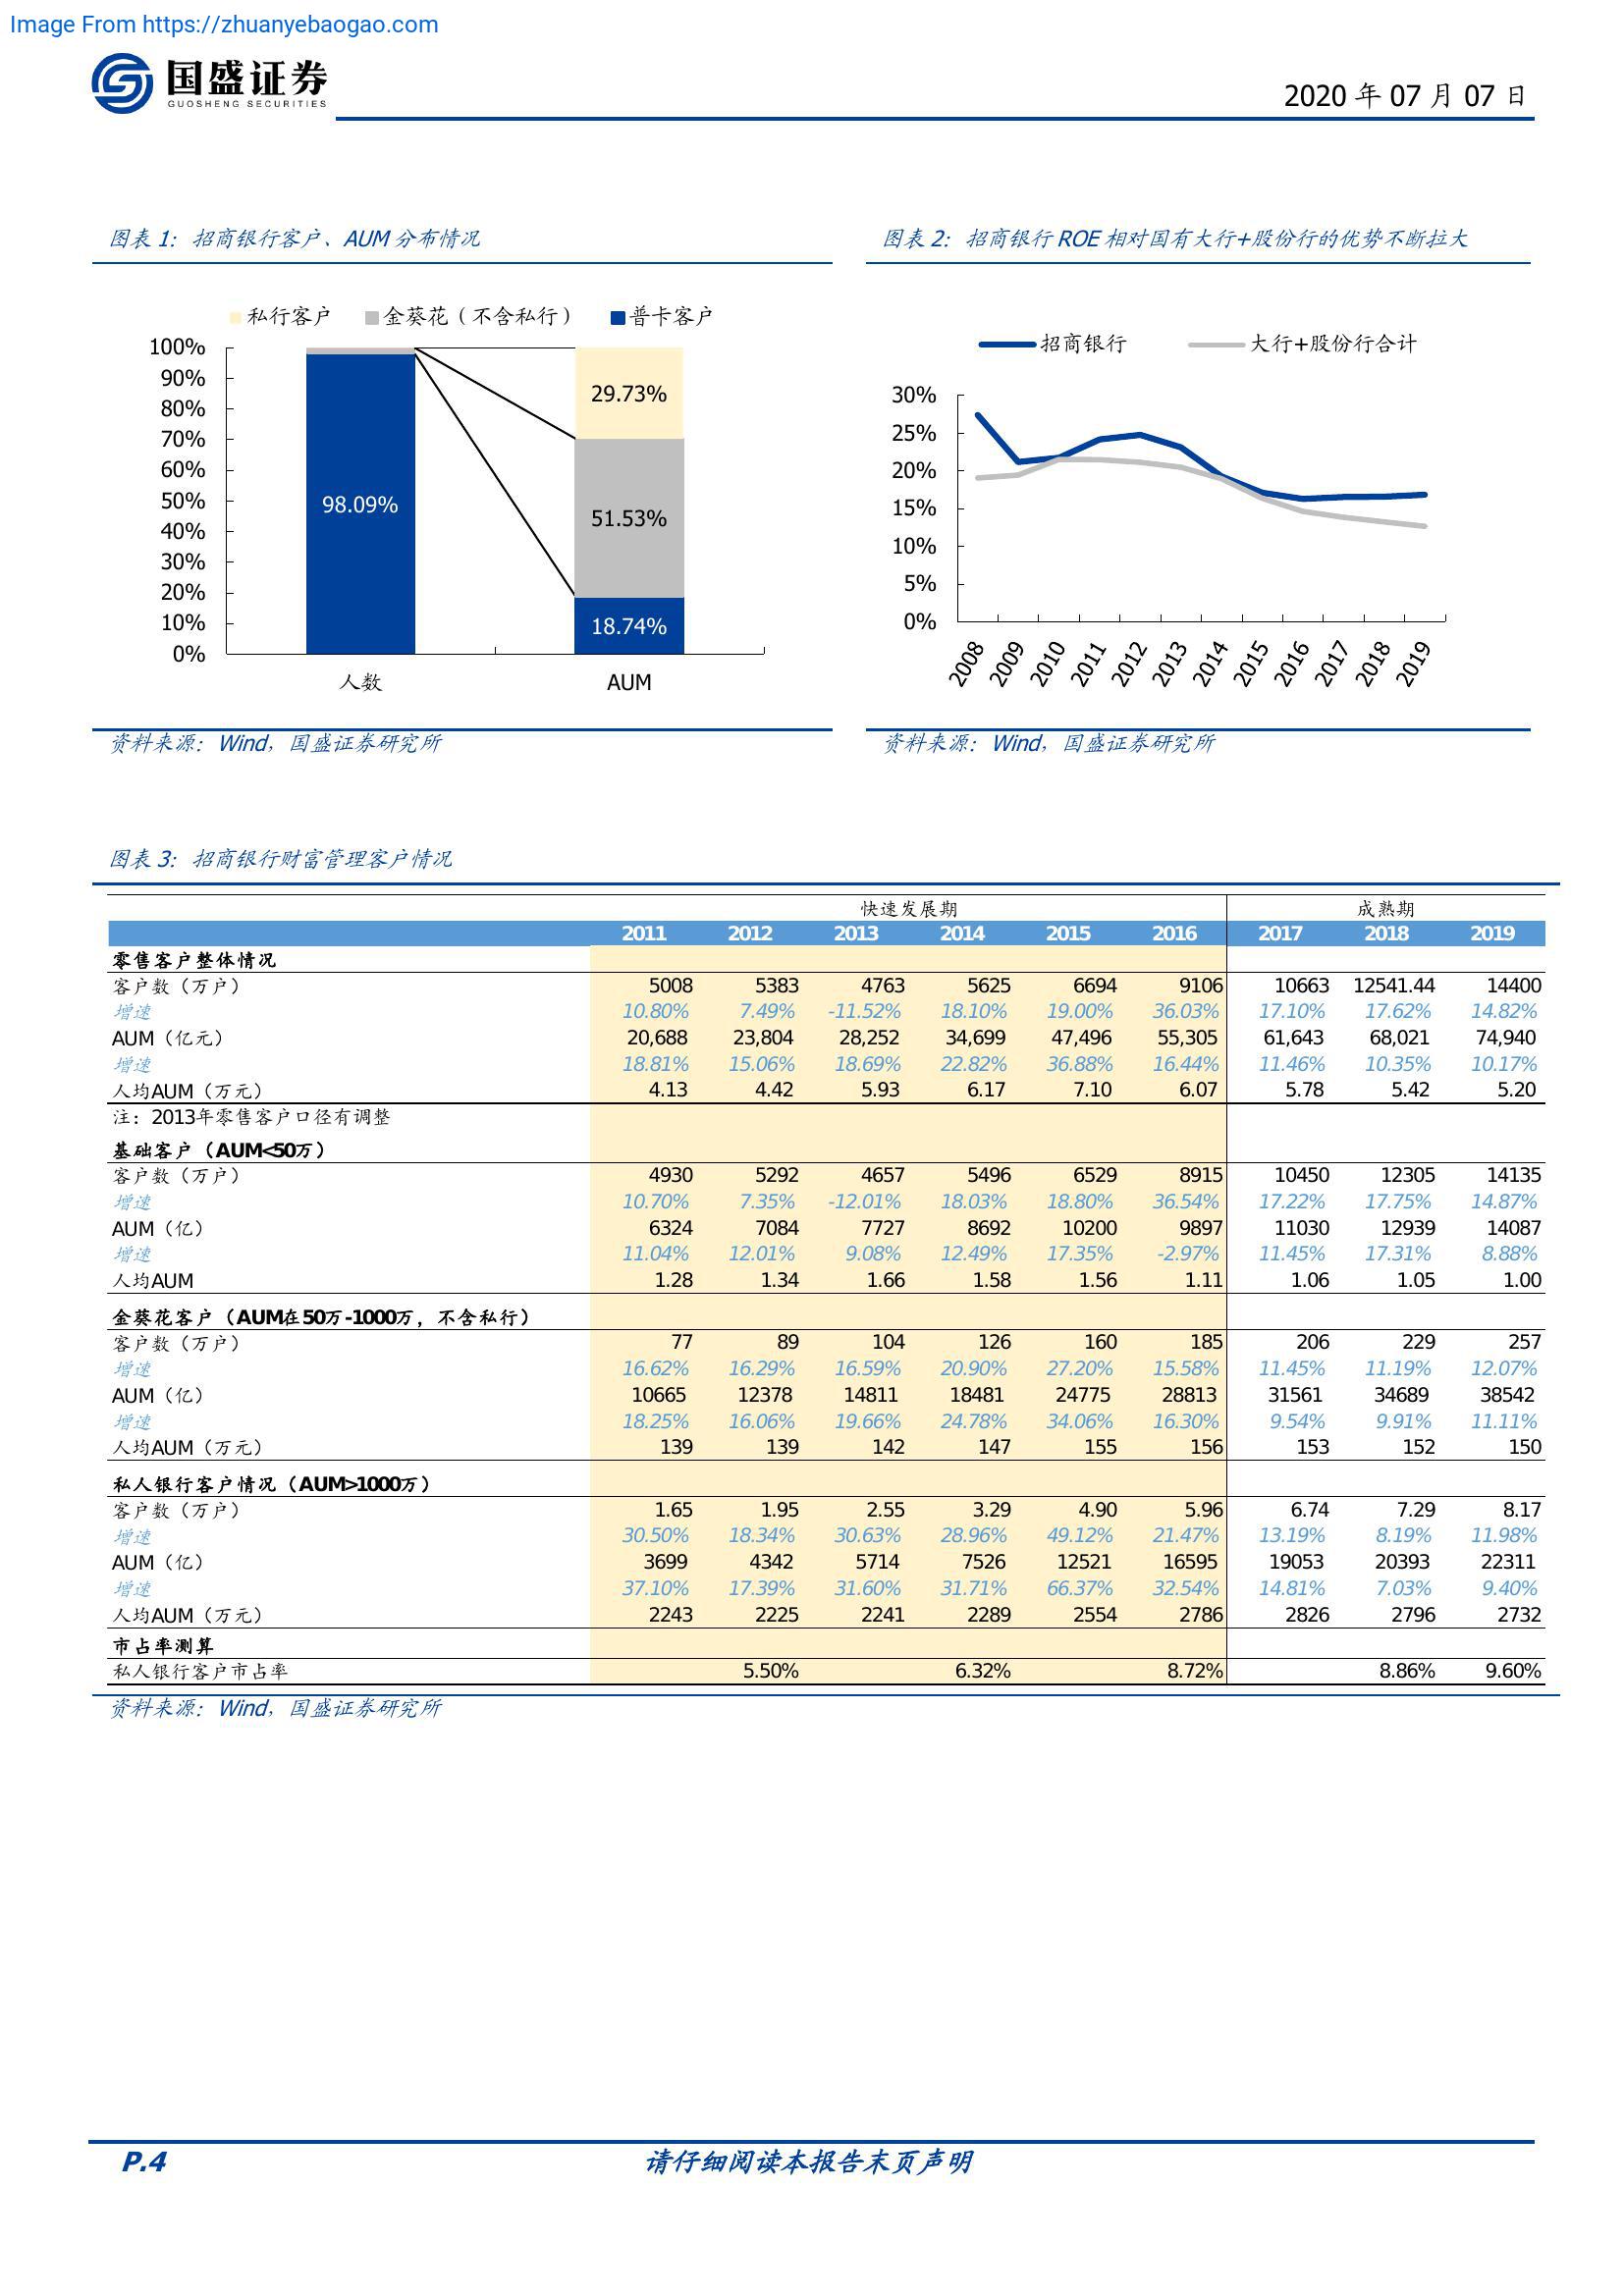 Image From https://zhuanyebaogao.com
国盛证券
GUOSHENG SECURITIES
2020 年 07 月 07 日
图表 1: 招商银行客户、AUM 分布情况
私行客户 金葵花（不含私行） 普卡客户
100%
90%
80%
70%
60%
50%
40%
30%
20%
10%
0%
98.09%
29.73%
51.53%
18.74%
人数 AUM
资料来源: Wind, 国盛证券研究所
图表 2: 招商银行 ROE 相对国有大行+股份行的优势不断拉大
招商银行 大行+股份行合计
30%
25%
20%
15%
10%
5%
0%
2008 2009 2010 2011 2012 2013 2014 2015 2016 2017 2018 2019
资料来源: Wind, 国盛证券研究所
图表 3: 招商银行财富管理客户情况
快速发展期 成熟期
2011 2012 2013 2014 2015 2016 2017 2018 2019
零售客户整体情况
客户数（万户） 5008 5383 4763 5625 6694 9106 10663 12541.44 14400
增速 10.80% 7.49% -11.52% 18.10% 19.00% 36.03% 17.10% 17.62% 14.82%
AUM（亿元） 20,688 23,804 28,252 34,699 47,496 55,305 61,643 68,021 74,940
增速 18.81% 15.06% 18.69% 22.82% 36.88% 16.44% 11.46% 10.35% 10.17%
人均AUM（万元） 4.13 4.42 5.93 6.17 7.10 6.07 5.78 5.42 5.20
注: 2013年零售客户口径有调整
基础客户（AUM<50万）
客户数（万户） 4930 5292 4657 5496 6529 8915 10450 12305 14135
增速 10.70% 7.35% -12.01% 18.03% 18.80% 36.54% 17.22% 17.75% 14.87%
AUM（亿） 6324 7084 7727 8692 10200 9897 11030 12939 14087
增速 11.04% 12.01% 9.08% 12.49% 17.35% -2.97% 11.45% 17.31% 8.88%
人均AUM 1.28 1.34 1.66 1.58 1.56 1.11 1.06 1.05 1.00
金葵花客户（AUM在50万-1000万，不含私行）
客户数（万户） 77 89 104 126 160 185 206 229 257
增速 16.62% 16.29% 16.59% 20.90% 27.20% 15.58% 11.45% 11.19% 12.07%
AUM（亿） 10665 12378 14811 18481 24775 28813 31561 34689 38542
增速 18.25% 16.06% 19.66% 24.78% 34.06% 16.30% 9.54% 9.91% 11.11%
人均AUM（万元） 139 139 142 147 155 156 153 152 150
私人银行客户情况（AUM>1000万）
客户数（万户） 1.65 1.95 2.55 3.29 4.90 5.96 6.74 7.29 8.17
增速 30.50% 18.34% 30.63% 28.96% 49.12% 21.47% 13.19% 8.19% 11.98%
AUM（亿） 3699 4342 5714 7526 12521 16595 19053 20393 22311
增速 37.10% 17.39% 31.60% 31.71% 66.37% 32.54% 14.81% 7.03% 9.40%
人均AUM（万元） 2243 2225 2241 2289 2554 2786 2826 2796 2732
市占率测算
私人银行客户市占率 5.50% 6.32% 8.72% 8.86% 9.60%
资料来源: Wind, 国盛证券研究所
P.4 请仔细阅读本报告末页声明